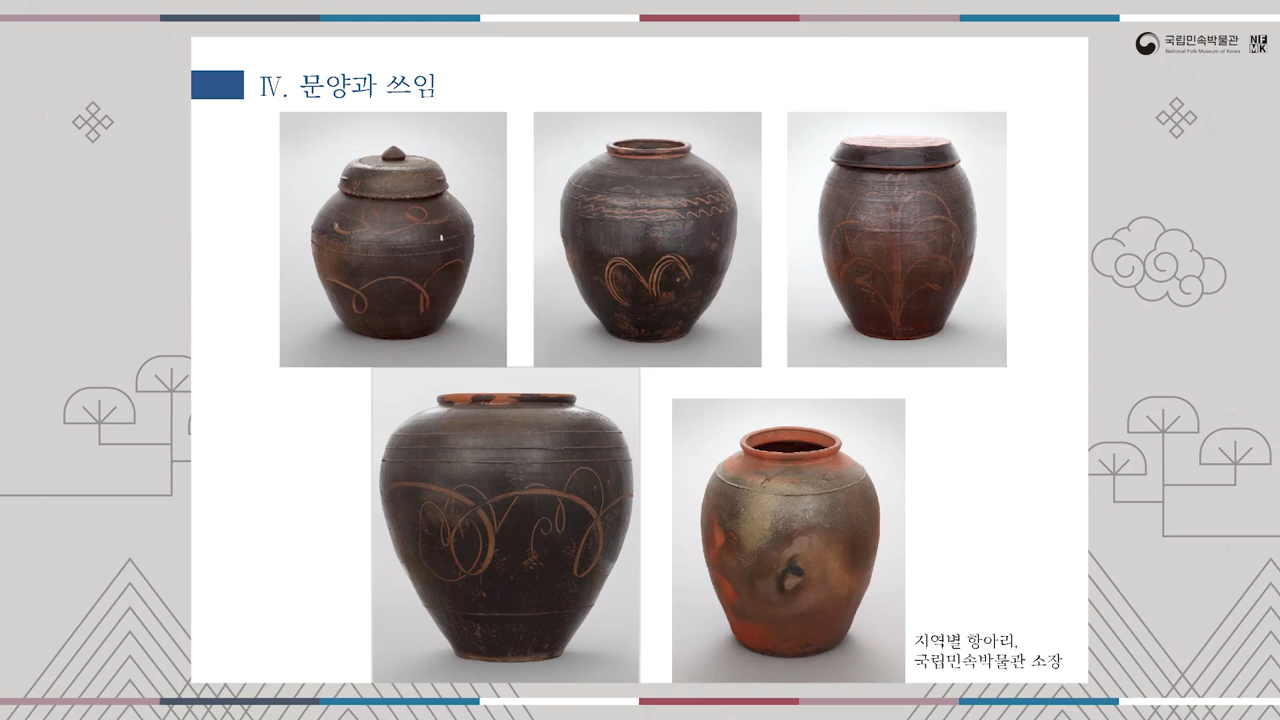 국립민속박물관
National Folk Museum of Korea
NF
MK
Ⅳ. 문양과 쓰임
지역별 항아리,
국립민속박물관 소장